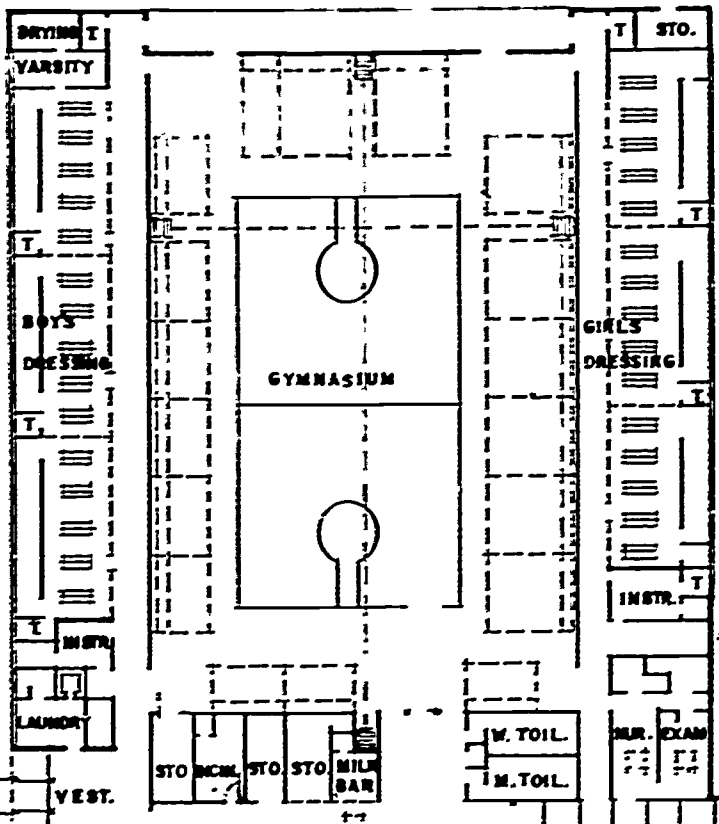 DRYING T
T STO.
VARSITY
T
T
BOYS
DRESSING
GIRLS
DRESSING
GYMNASIUM
T
T
T
INSTR.
T
INSTR
LAUNDRY
W. TOIL.
NUR. EXAM
STO
STO
STO
MILK
BAR
M. TOIL.
VEST.